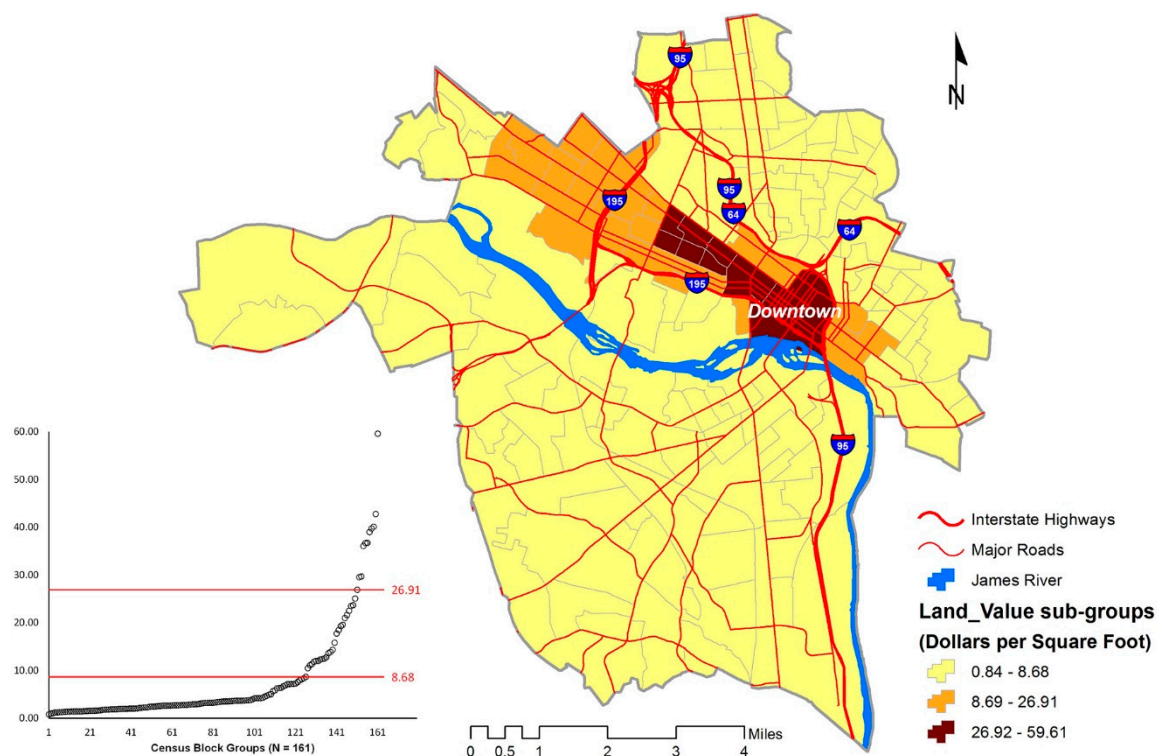 95
N
195
95
64
64
195
Downtown
95
60.00
50.00
40.00
30.00
26.91
20.00
10.00
8.68
0.00
1 21 41 61 81 101 121 141 161
Census Block Groups (N = 161)
Interstate Highways
Major Roads
James River
Land_Value sub-groups
(Dollars per Square Foot)
0.84 - 8.68
8.69 - 26.91
26.92 - 59.61
Miles
0 0.5 1 2 3 4